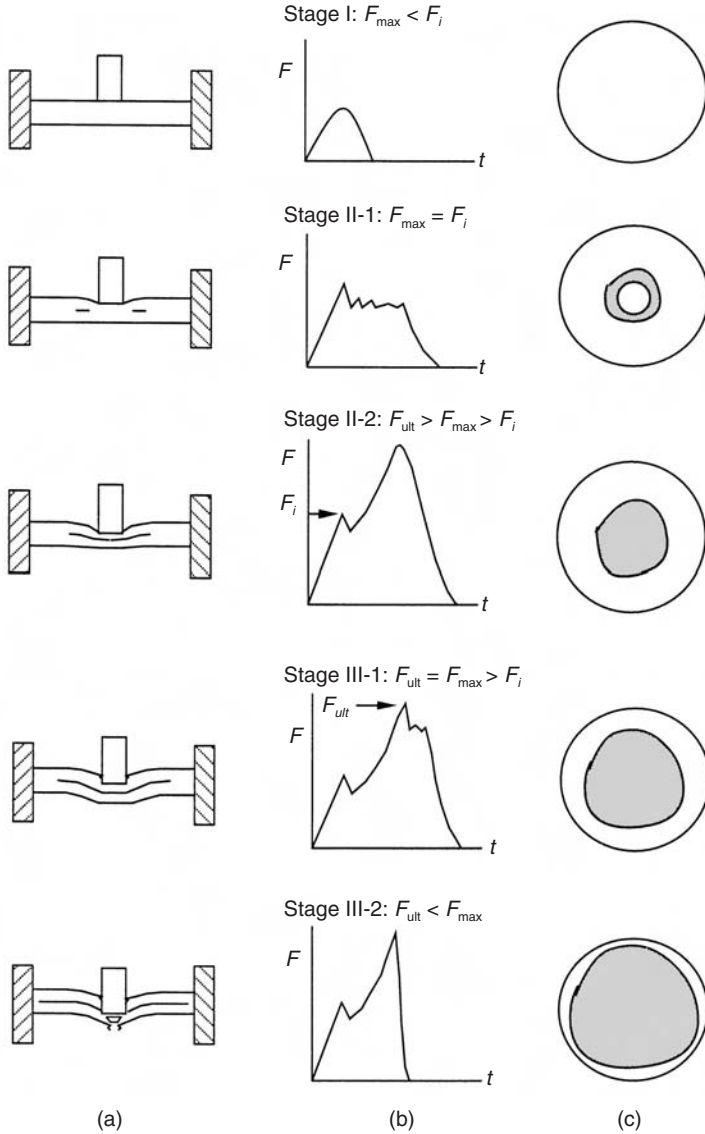 Stage I: F_max < F_i
F
t
Stage II-1: F_max = F_i
F
t
Stage II-2: F_ult > F_max > F_i
F
F_i
t
Stage III-1: F_ult = F_max > F_i
F_ult
F
t
Stage III-2: F_ult < F_max
F
t
(a) (b) (c)